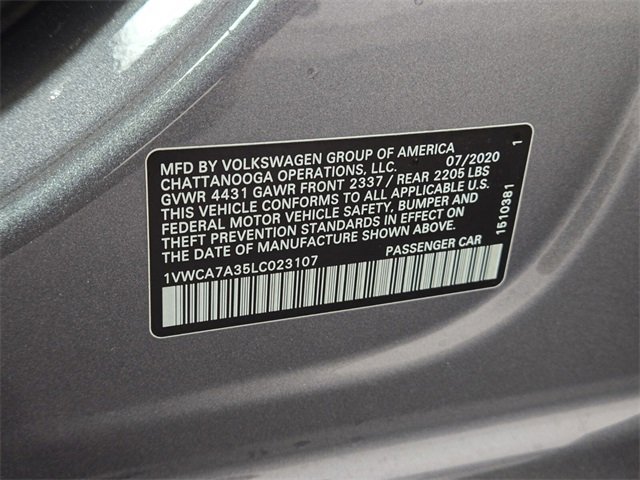 MFD BY VOLKSWAGEN GROUP OF AMERICA
CHATTANOOGA OPERATIONS, LLC. 07/2020 1
GVWR 4431 GAWR FRONT 2337 / REAR 2205 LBS
THIS VEHICLE CONFORMS TO ALL APPLICABLE U.S.
FEDERAL MOTOR VEHICLE SAFETY, BUMPER AND
THEFT PREVENTION STANDARDS IN EFFECT ON
THE DATE OF MANUFACTURE SHOWN ABOVE.
1VWCA7A35LC023107 PASSENGER CAR
1510381